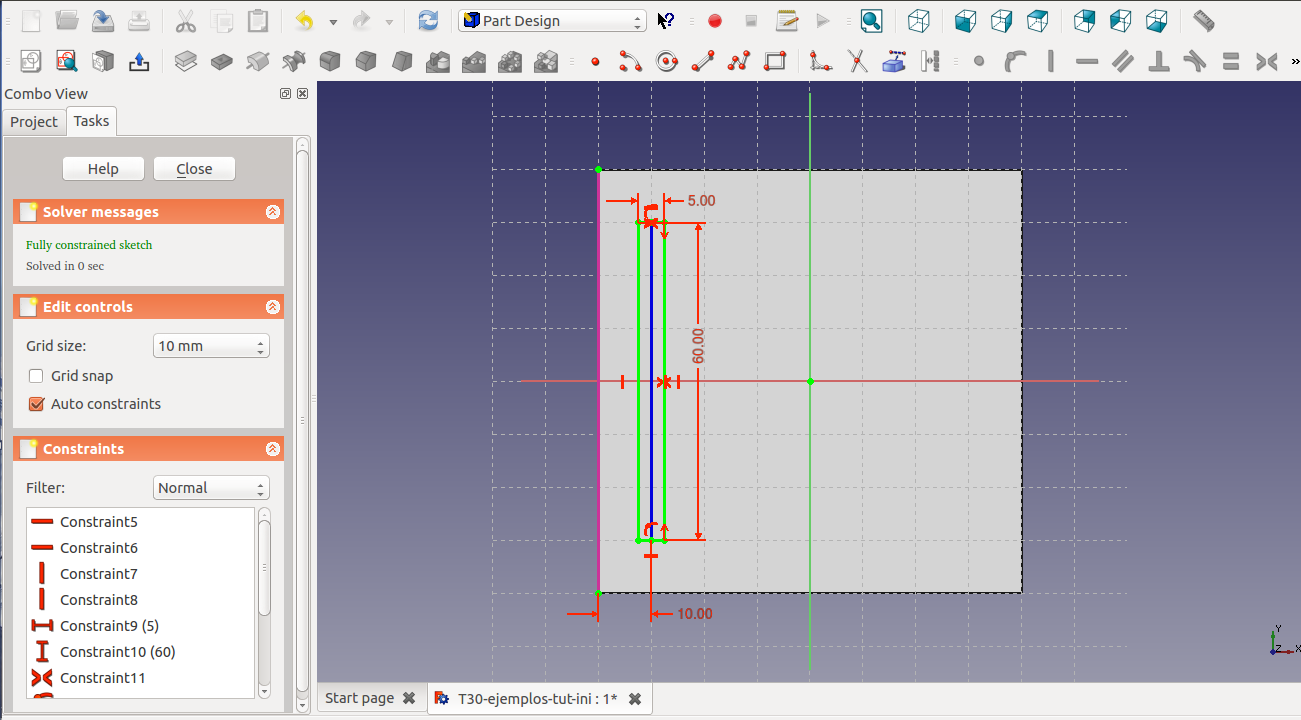 Part Design
Combo View
Project
Tasks
Help
Close
Solver messages
Fully constrained sketch
Solved in 0 sec
Edit controls
Grid size:
10 mm
Grid snap
Auto constraints
Constraints
Filter:
Normal
Constraint5
Constraint6
Constraint7
Constraint8
Constraint9 (5)
Constraint10 (60)
Constraint11
5.00
60.00
10.00
Y
Z X
Start page
T30-ejemplos-tut-ini : 1*